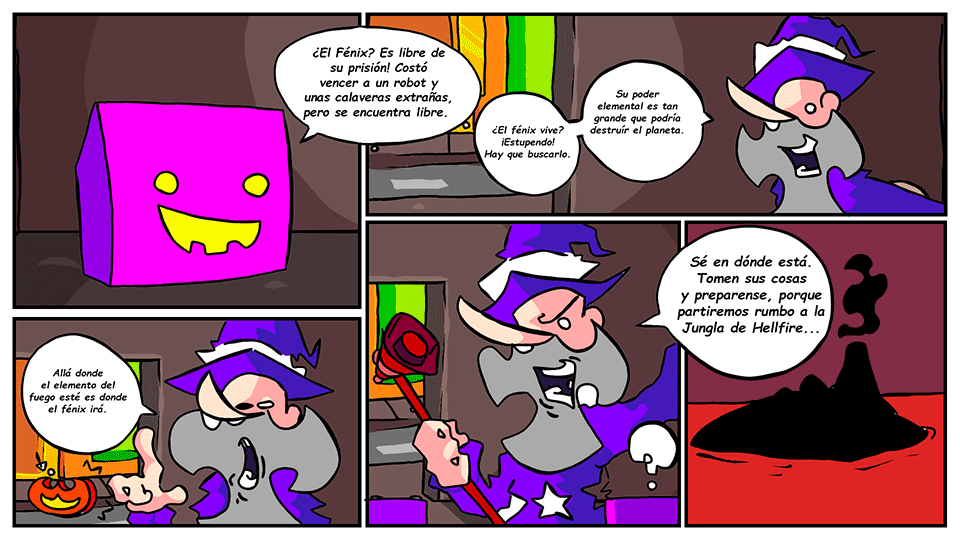 ¿El Fénix? Es libre de
su prisión! Costó
vencer a un robot y
unas calaveras extrañas,
pero se encuentra libre.
¿El fénix vive?
¡Estupendo!
Hay que buscarlo.
Su poder
elemental es tan
grande que podría
destruír el planeta.
Allá donde
el elemento del
fuego esté es donde
el fénix irá.
Sé en dónde está.
Tomen sus cosas
y preparense, porque
partiremos rumbo a la
Jungla de Hellfire...